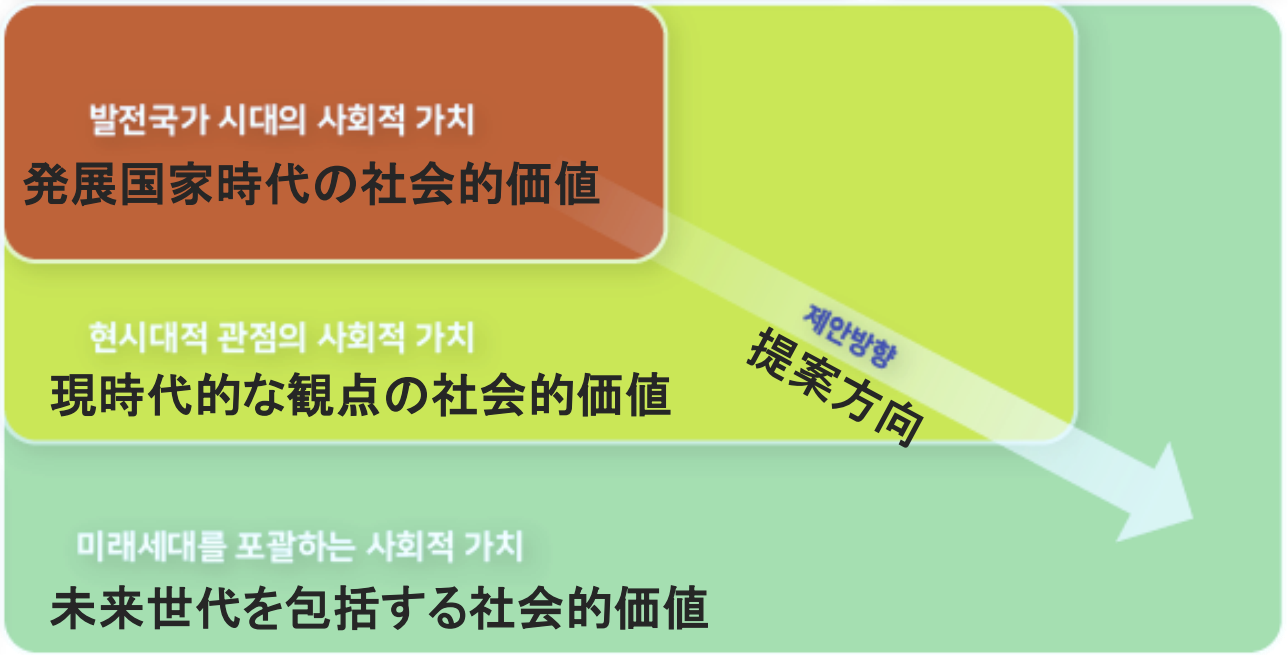 발전국가 시대의 사회적 가치
発展国家時代の社会的価値
현시대적 관점의 사회적 가치
現時代的な観点の社会的価値
제안방향
提案方向
미래세대를 포괄하는 사회적 가치
未来世代を包括する社会的価値